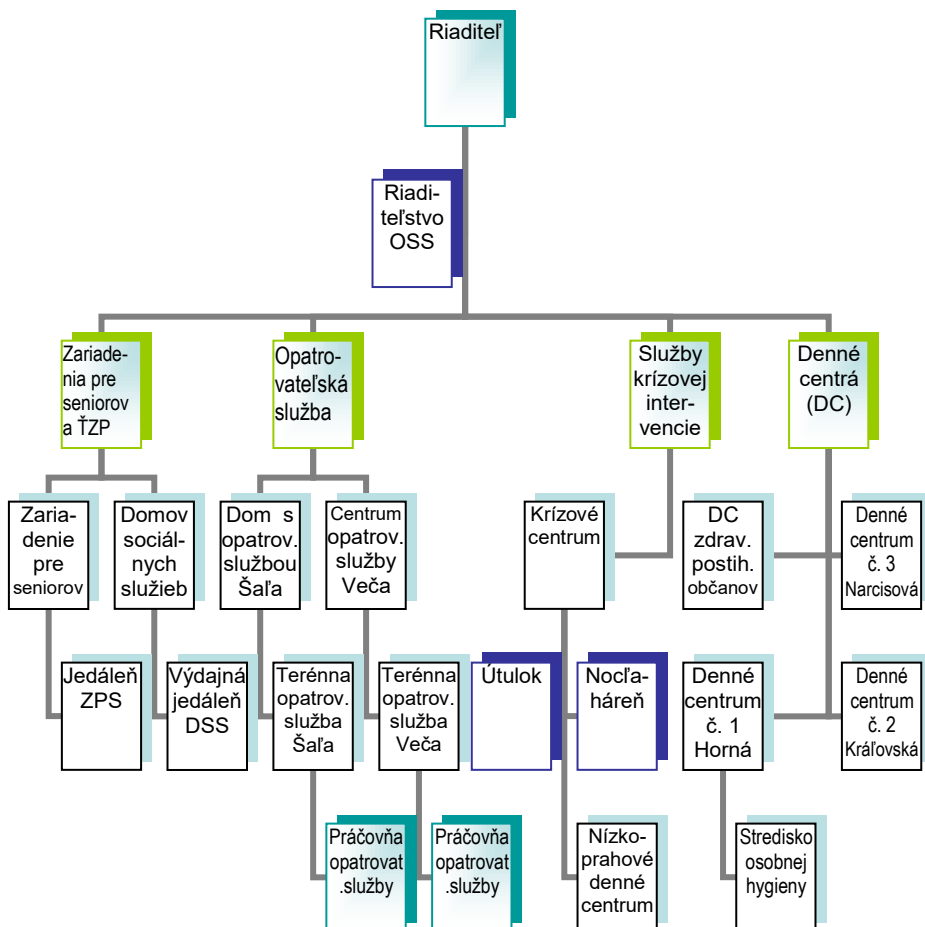 Riaditeľ
Riadi-
teľstvo
OSS
Zariade-
nia pre
seniorov
a ŤZP
Opatro-
vateľská
služba
Služby
krízovej
inter-
vencie
Denné
centrá
(DC)
Zaria-
denie
pre
seniorov
Domov
sociál-
nych
služieb
Dom s
opatrov.
službou
Šaľa
Centrum
opatrov.
služby
Veča
Krízové
centrum
DC
zdrav.
postih.
občanov
Denné
centrum
č. 3
Narcisová
Jedáleň
ZPS
Výdajná
jedáleň
DSS
Terénna
opatrov.
služba
Šaľa
Terénna
opatrov.
služba
Veča
Útulok
Nocľa-
háreň
Denné
centrum
č. 1
Horná
Denné
centrum
č. 2
Kráľovská
Práčovňa
opatrovat
.služby
Práčovňa
opatrovat
.služby
Nízko-
prahové
denné
centrum
Stredisko
osobnej
hygieny